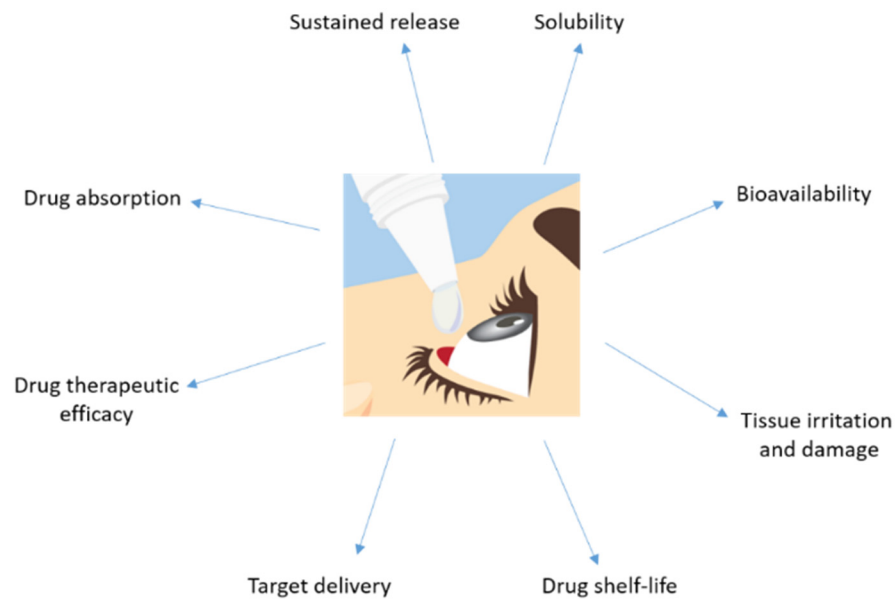 Sustained release
Solubility
Drug absorption
Bioavailability
Drug therapeutic
efficacy
Tissue irritation
and damage
Target delivery
Drug shelf-life